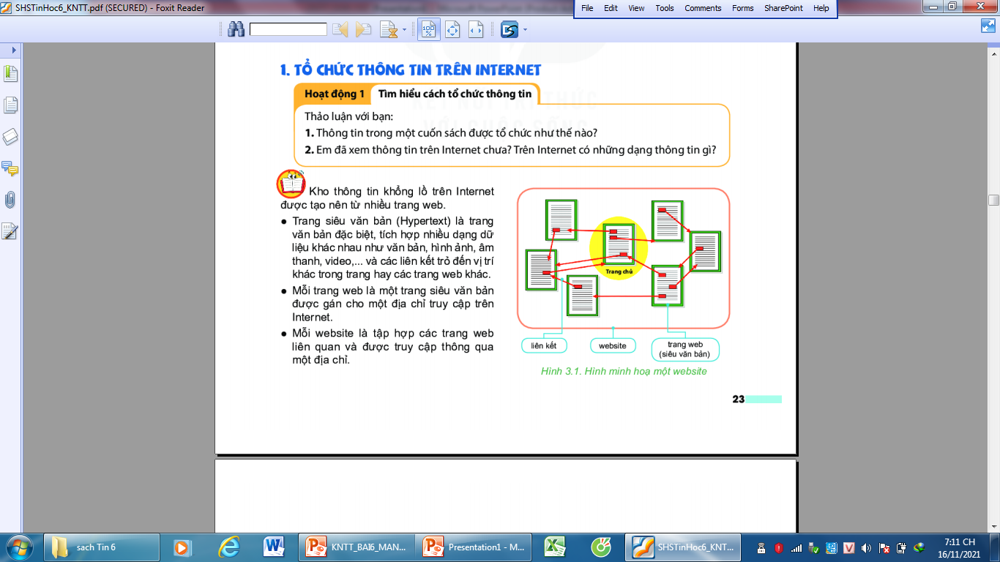 SHSTinHoc6_KNTT.pdf (SECURED) - Foxit Reader
File Edit View Tools Comments Forms SharePoint Help
1. TỔ CHỨC THÔNG TIN TRÊN INTERNET
Hoạt động 1 Tìm hiểu cách tổ chức thông tin
Thảo luận với bạn:
1. Thông tin trong một cuốn sách được tổ chức như thế nào?
2. Em đã xem thông tin trên Internet chưa? Trên Internet có những dạng thông tin gì?
Kho thông tin khổng lồ trên Internet
được tạo nên từ nhiều trang web.
● Trang siêu văn bản (Hypertext) là trang
văn bản đặc biệt, tích hợp nhiều dạng dữ
liệu khác nhau như văn bản, hình ảnh, âm
thanh, video,... và các liên kết trỏ đến vị trí
khác trong trang hay các trang web khác.
● Mỗi trang web là một trang siêu văn bản
được gán cho một địa chỉ truy cập trên
Internet.
● Mỗi website là tập hợp các trang web
liên quan và được truy cập thông qua
một địa chỉ.
Trang chủ
liên kết
website
trang web
(siêu văn bản)
Hình 3.1. Hình minh hoạ một website
23
sach Tin 6
KNTT_BAI6_MAN...
Presentation1 - M...
SHSTinHoc6_KNT...
7:11 CH
16/11/2021